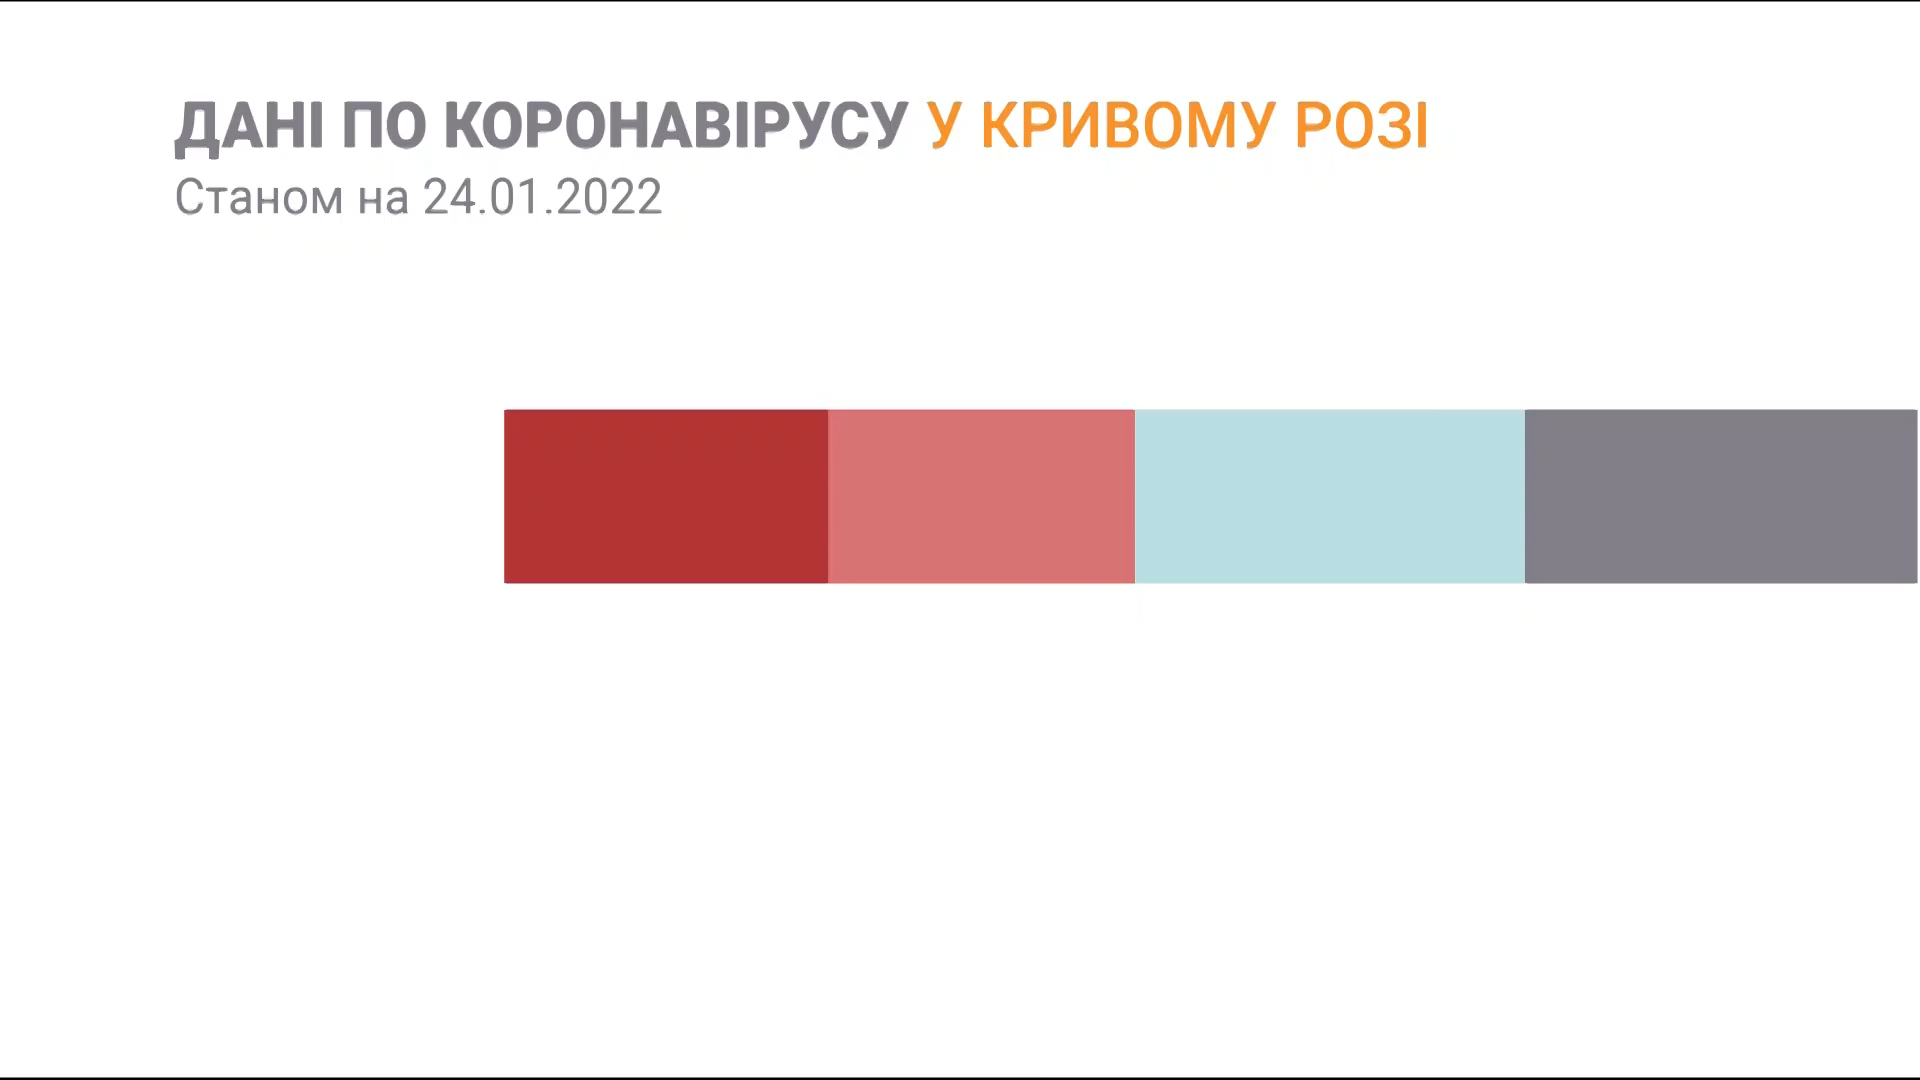 ДАНІ ПО КОРОНАВІРУСУ У КРИВОМУ РОЗІ
Станом на 24.01.2022